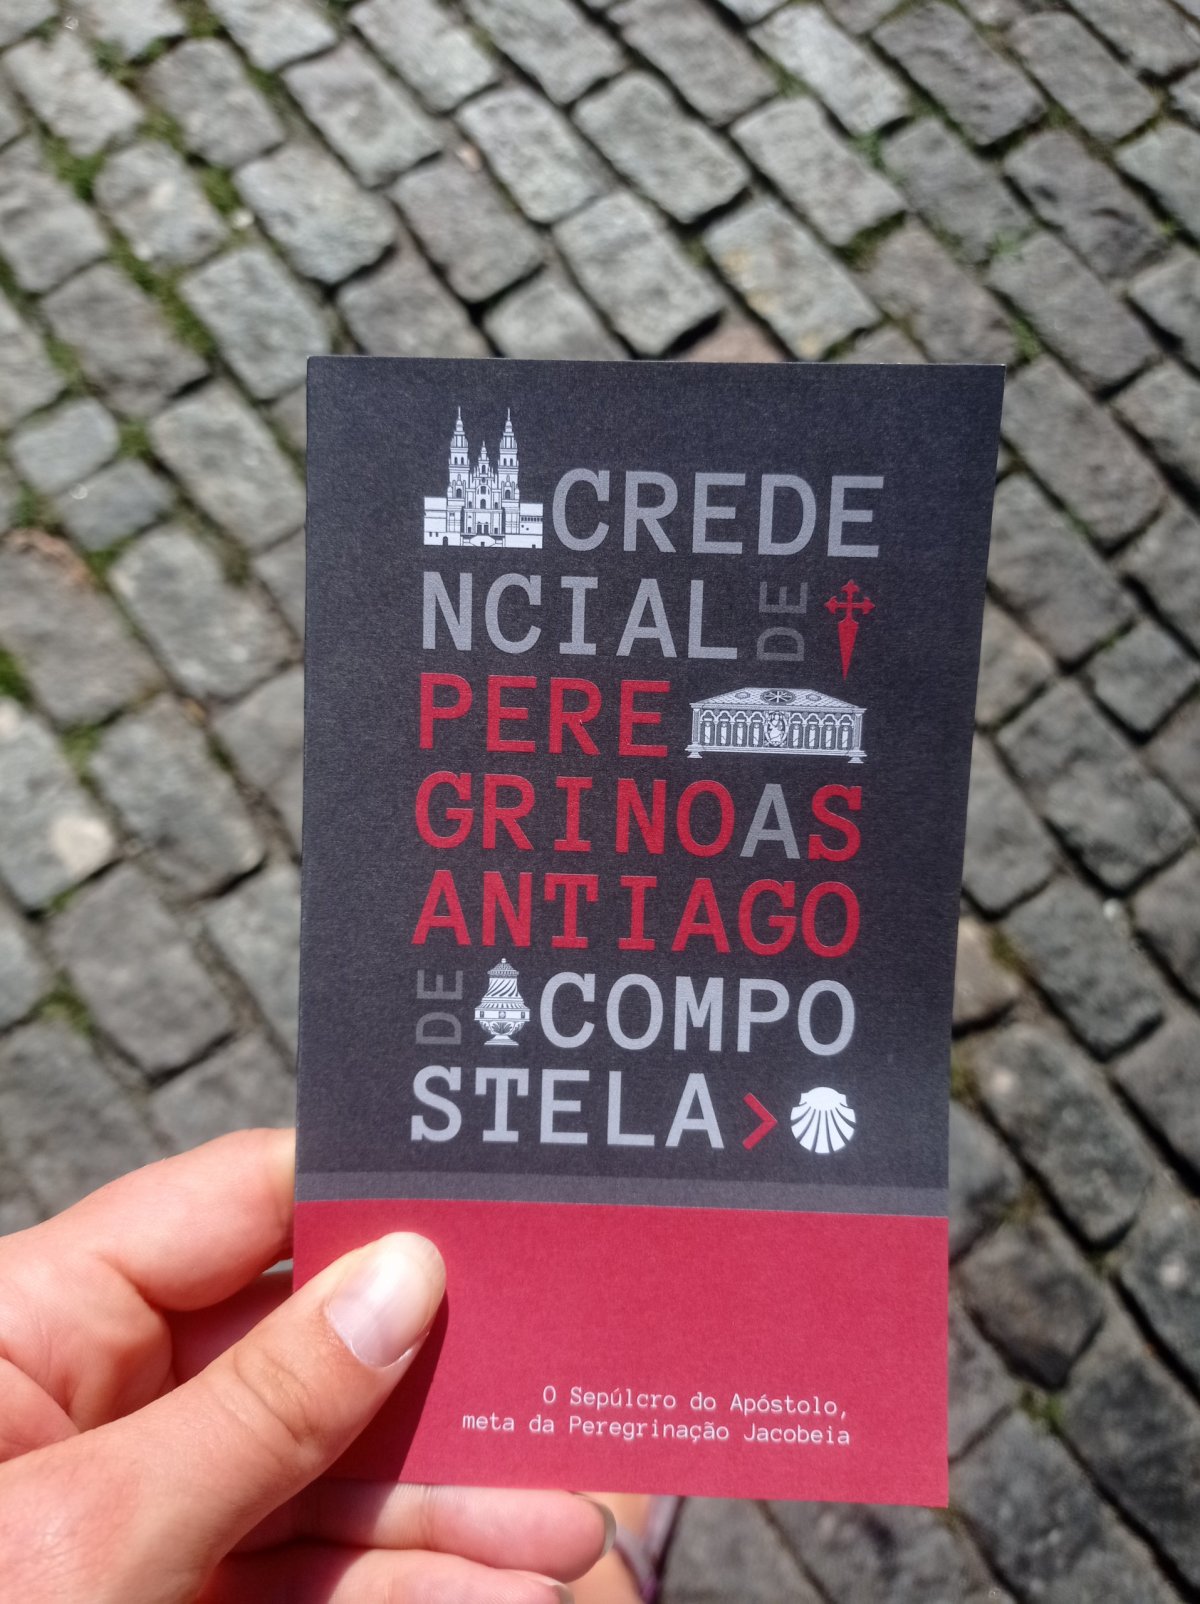 CREDE
NCIAL DE
PERE
GRINOAS
ANTIAGO
DE COMPO
STELA>
O Sepúlcro do Apóstolo,
meta da Peregrinação Jacobeia